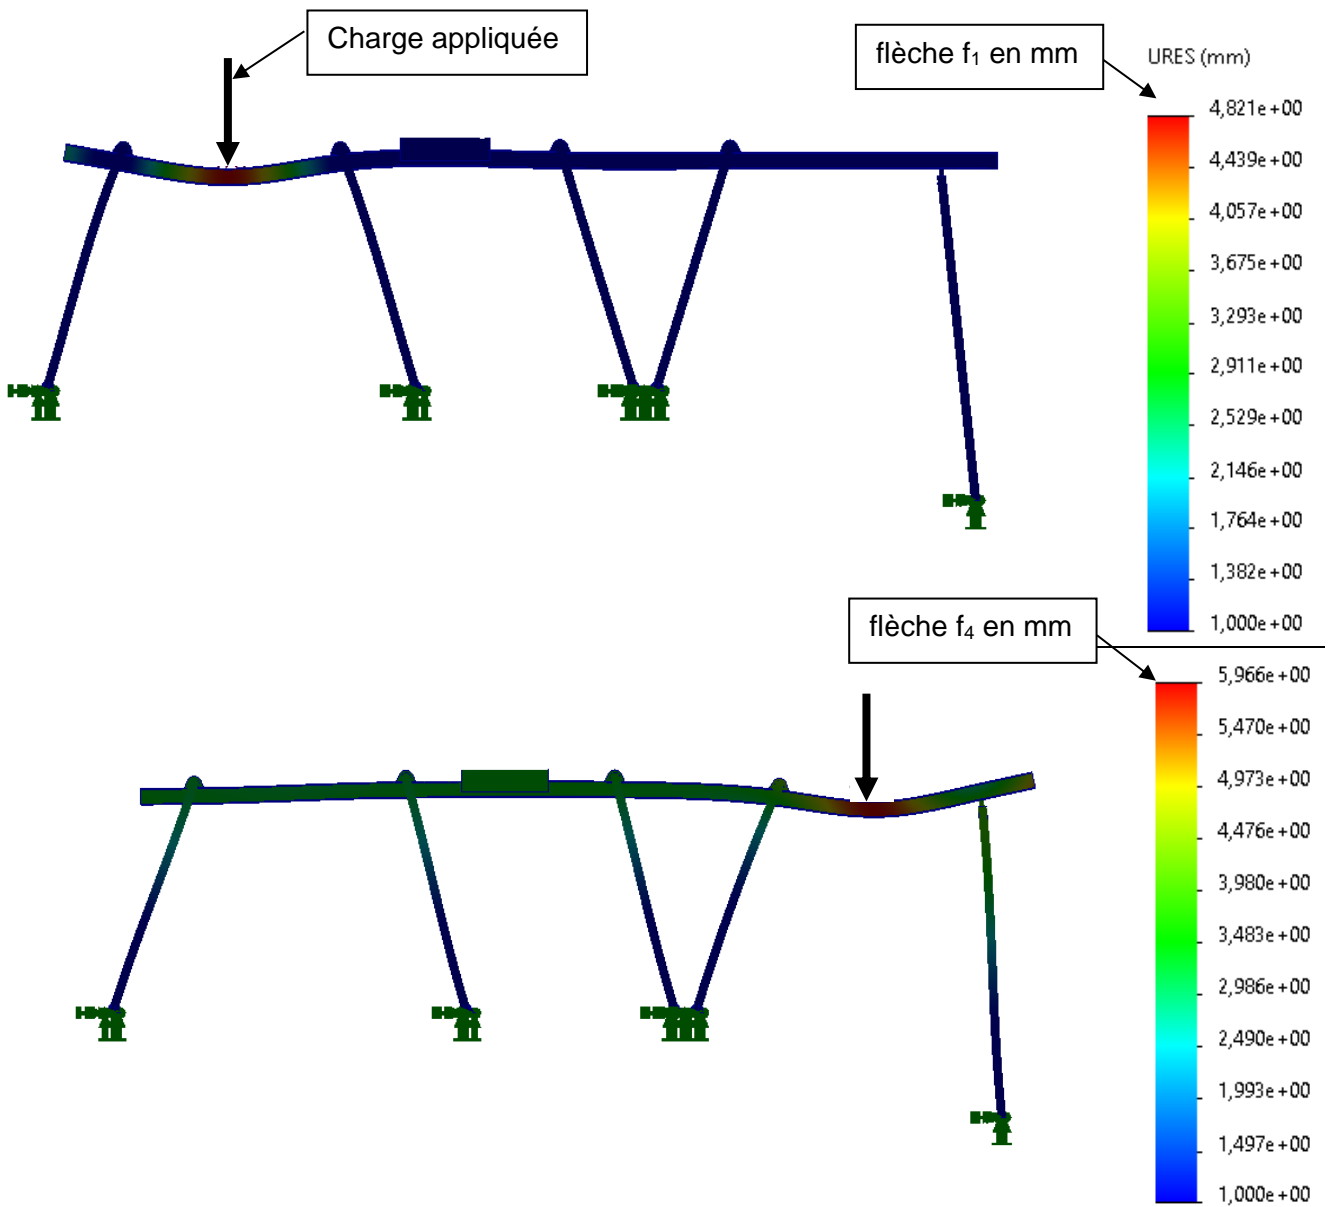 Charge appliquée
flèche f₁ en mm
URES (mm)
4,821e+00
4,439e+00
4,057e+00
3,675e+00
3,293e+00
2,911e+00
2,529e+00
2,146e+00
1,764e+00
1,382e+00
1,000e+00
flèche f₄ en mm
5,966e+00
5,470e+00
4,973e+00
4,476e+00
3,980e+00
3,483e+00
2,986e+00
2,490e+00
1,993e+00
1,497e+00
1,000e+00